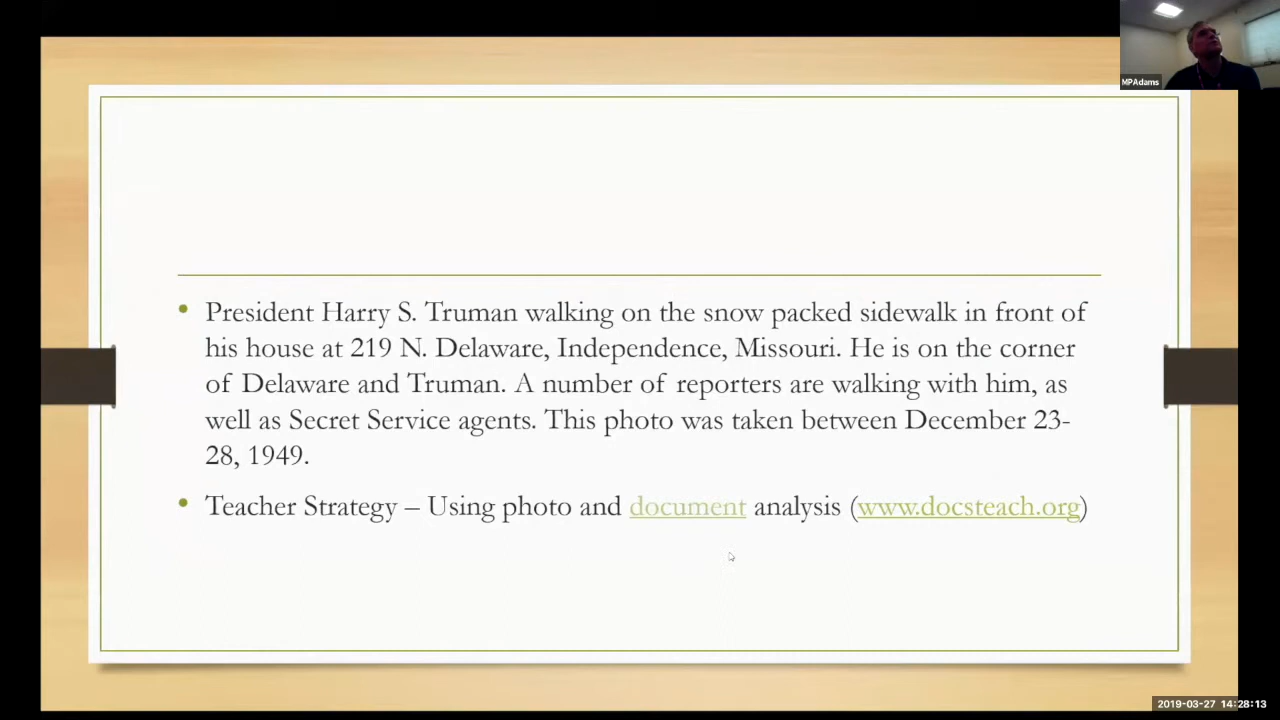 MPAdams
• President Harry S. Truman walking on the snow packed sidewalk in front of
his house at 219 N. Delaware, Independence, Missouri. He is on the corner
of Delaware and Truman. A number of reporters are walking with him, as
well as Secret Service agents. This photo was taken between December 23-
28, 1949.
• Teacher Strategy – Using photo and document analysis (www.docsteach.org)
2019-03-27 14:28:13